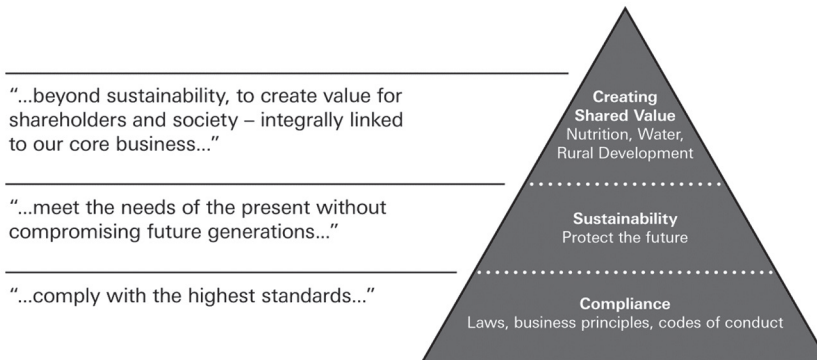 "...beyond sustainability, to create value for
shareholders and society – integrally linked
to our core business..."
Creating
Shared Value
Nutrition, Water,
Rural Development
"...meet the needs of the present without
compromising future generations..."
Sustainability
Protect the future
"...comply with the highest standards..."
Compliance
Laws, business principles, codes of conduct